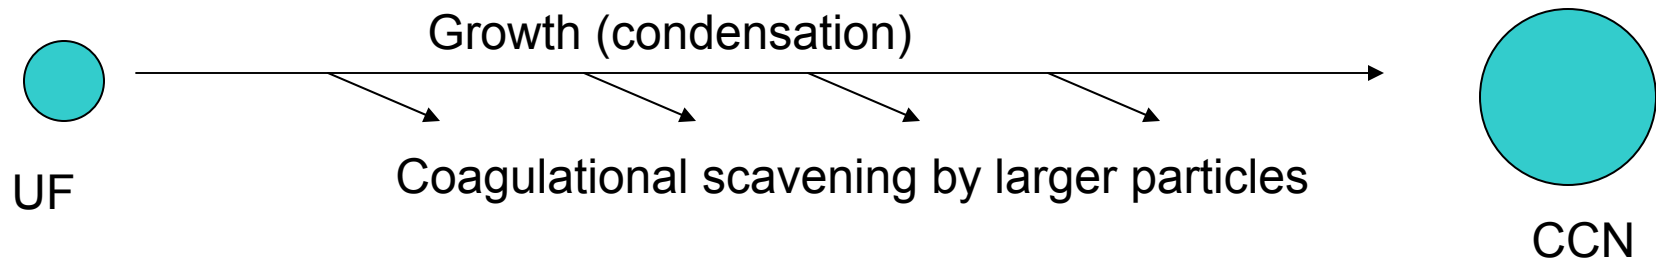 Growth (condensation)
UF
Coagulational scavening by larger particles
CCN